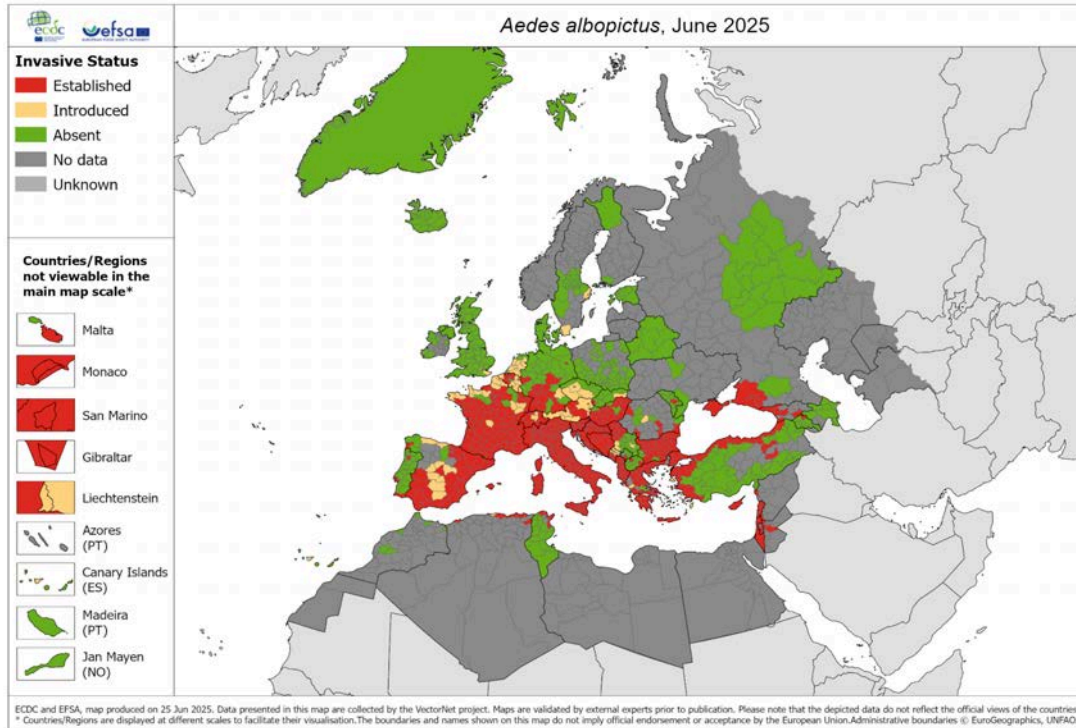 ecdc
efsa
EUROPEAN FOOD SAFETY AUTHORITY
Aedes albopictus, June 2025
Invasive Status
Established
Introduced
Absent
No data
Unknown
Countries/Regions
not viewable in the
main map scale*
Malta
Monaco
San Marino
Gibraltar
Liechtenstein
Azores
(PT)
Canary Islands
(ES)
Madeira
(PT)
Jan Mayen
(NO)
ECDC and EFSA, map produced on 25 Jun 2025. Data presented in this map are collected by the VectorNet project. Maps are validated by external experts prior to publication. Please note that the depicted data do not reflect the official views of the countries
* Countries/Regions are displayed at different scales to facilitate their visualisation.The boundaries and names shown on this map do not imply official endorsement or acceptance by the European Union.Administrative boundaries © EuroGeographics, UNFAO